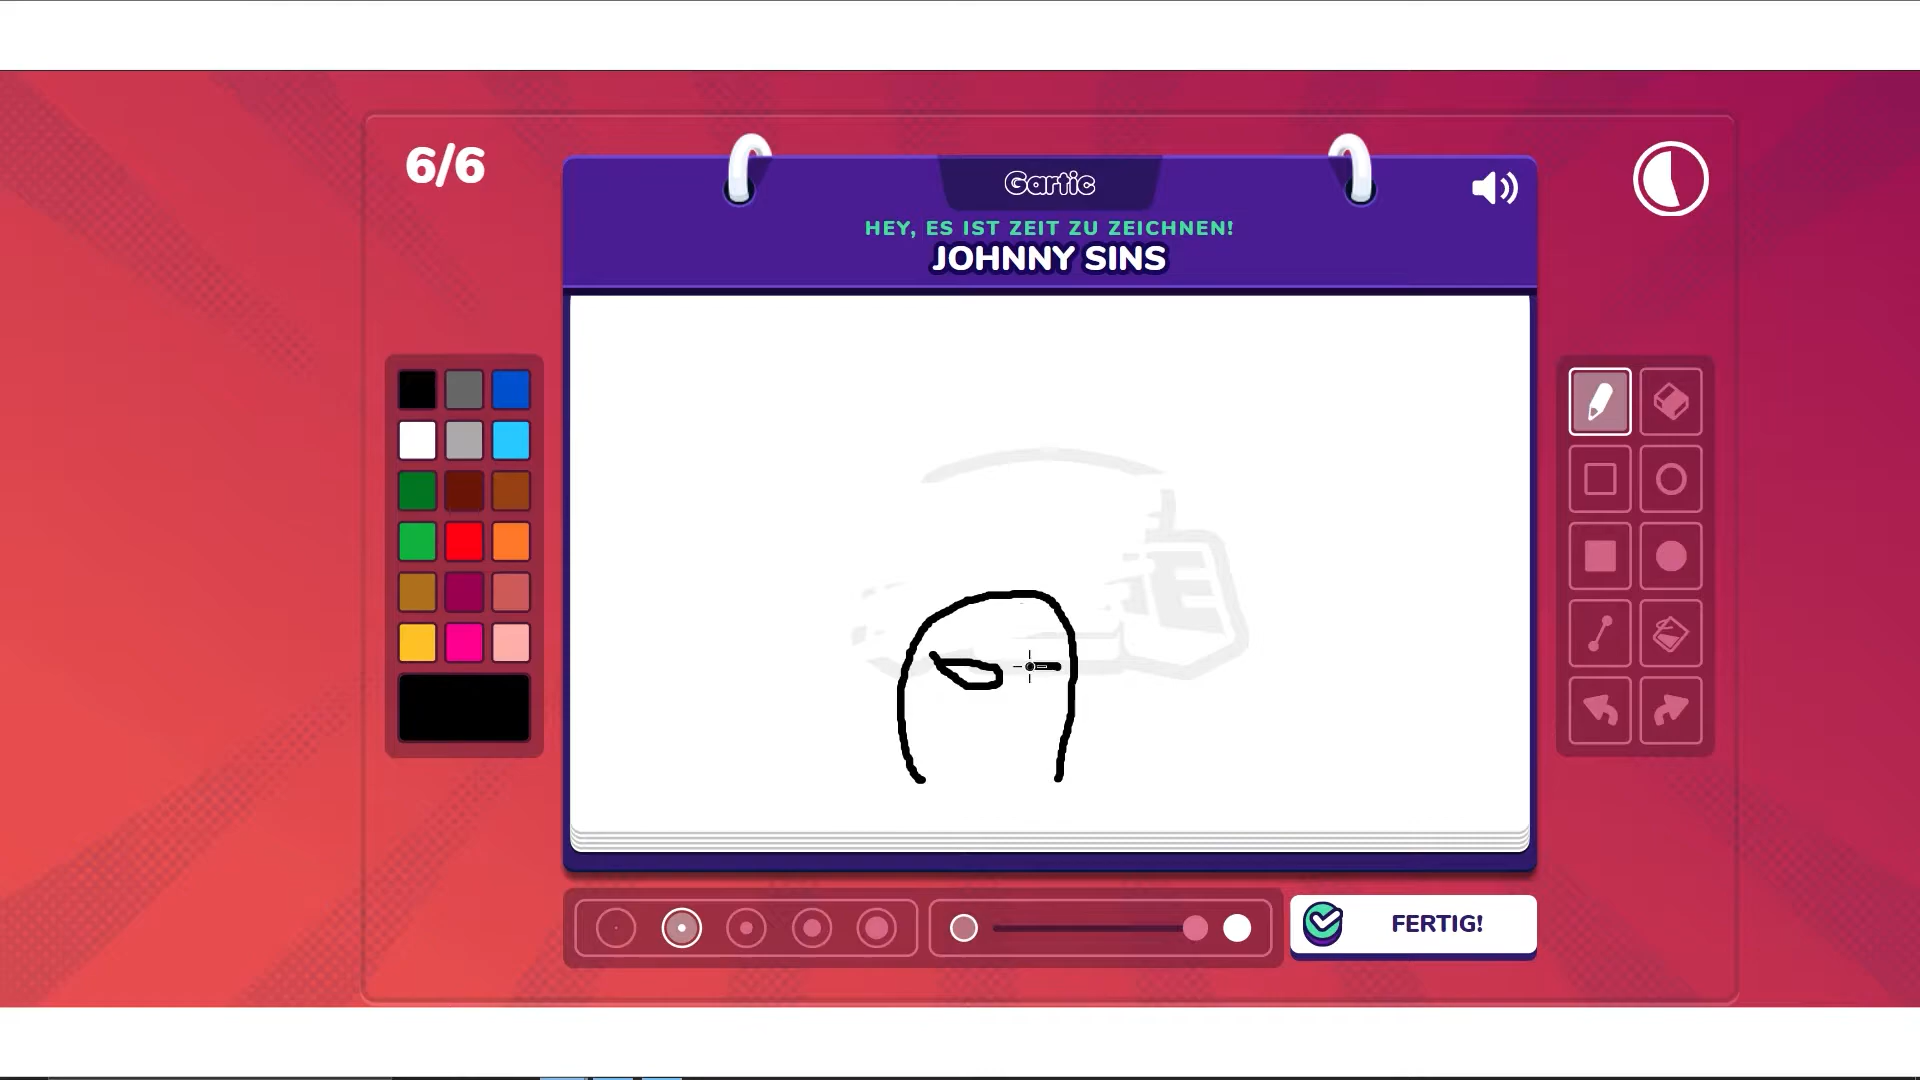 6/6
Gartic
HEY, ES IST ZEIT ZU ZEICHNEN!
JOHNNY SINS
FERTIG!